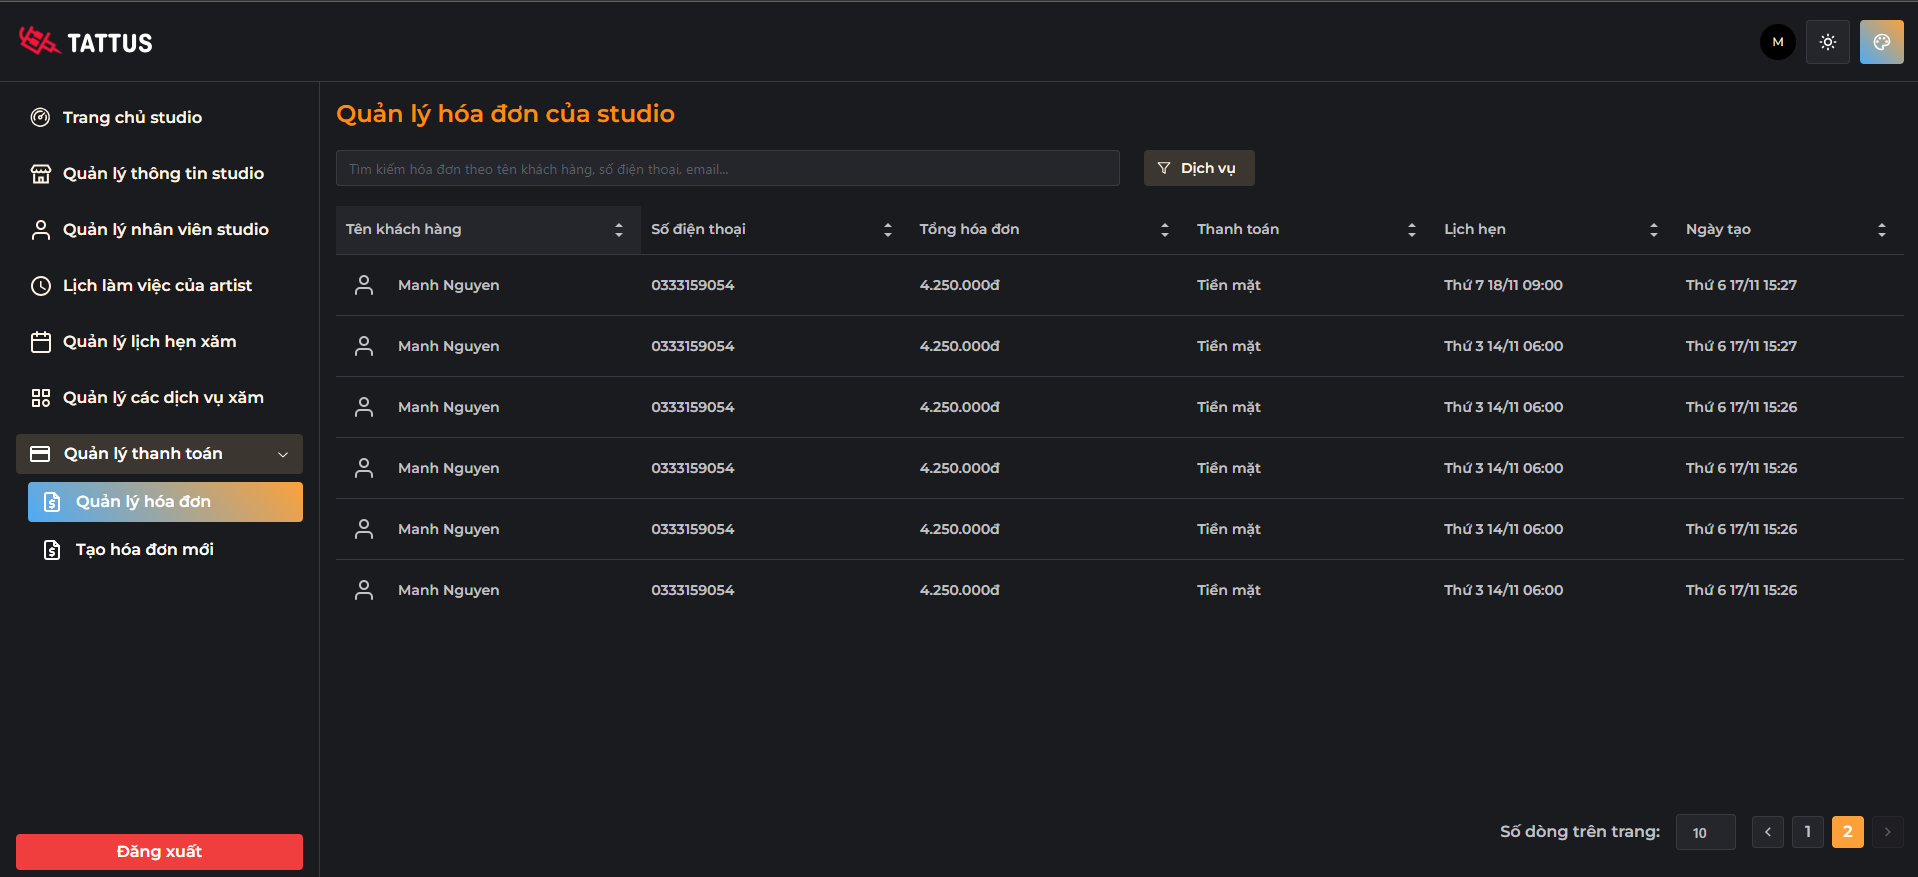 TATTUS
M
Trang chủ studio
Quản lý thông tin studio
Quản lý nhân viên studio
Lịch làm việc của artist
Quản lý lịch hẹn xăm
Quản lý các dịch vụ xăm
Quản lý thanh toán
Quản lý hóa đơn
Tạo hóa đơn mới
Đăng xuất
Quản lý hóa đơn của studio
Tìm kiếm hóa đơn theo tên khách hàng, số điện thoại, email...
Dịch vụ
Tên khách hàng Số điện thoại Tổng hóa đơn Thanh toán Lịch hẹn Ngày tạo
Manh Nguyen 0333159054 4.250.000đ Tiền mặt Thứ 7 18/11 09:00 Thứ 6 17/11 15:27
Manh Nguyen 0333159054 4.250.000đ Tiền mặt Thứ 3 14/11 06:00 Thứ 6 17/11 15:27
Manh Nguyen 0333159054 4.250.000đ Tiền mặt Thứ 3 14/11 06:00 Thứ 6 17/11 15:26
Manh Nguyen 0333159054 4.250.000đ Tiền mặt Thứ 3 14/11 06:00 Thứ 6 17/11 15:26
Manh Nguyen 0333159054 4.250.000đ Tiền mặt Thứ 3 14/11 06:00 Thứ 6 17/11 15:26
Manh Nguyen 0333159054 4.250.000đ Tiền mặt Thứ 3 14/11 06:00 Thứ 6 17/11 15:26
Số dòng trên trang: 10 1 2